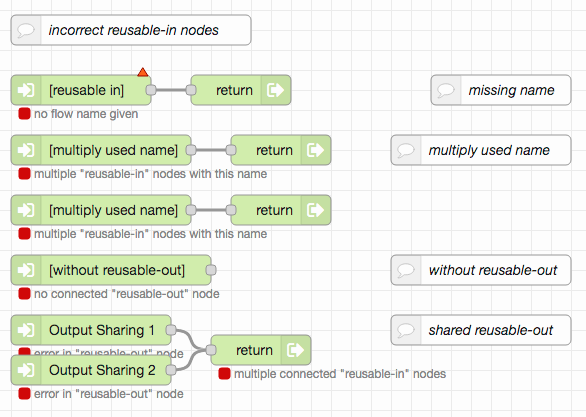 incorrect reusable-in nodes
[reusable in]
return
missing name
no flow name given
[multiply used name]
return
multiply used name
multiple "reusable-in" nodes with this name
[multiply used name]
return
multiple "reusable-in" nodes with this name
[without reusable-out]
without reusable-out
no connected "reusable-out" node
Output Sharing 1
shared reusable-out
error in "reusable-out" node
return
Output Sharing 2
multiple connected "reusable-in" nodes
error in "reusable-out" node